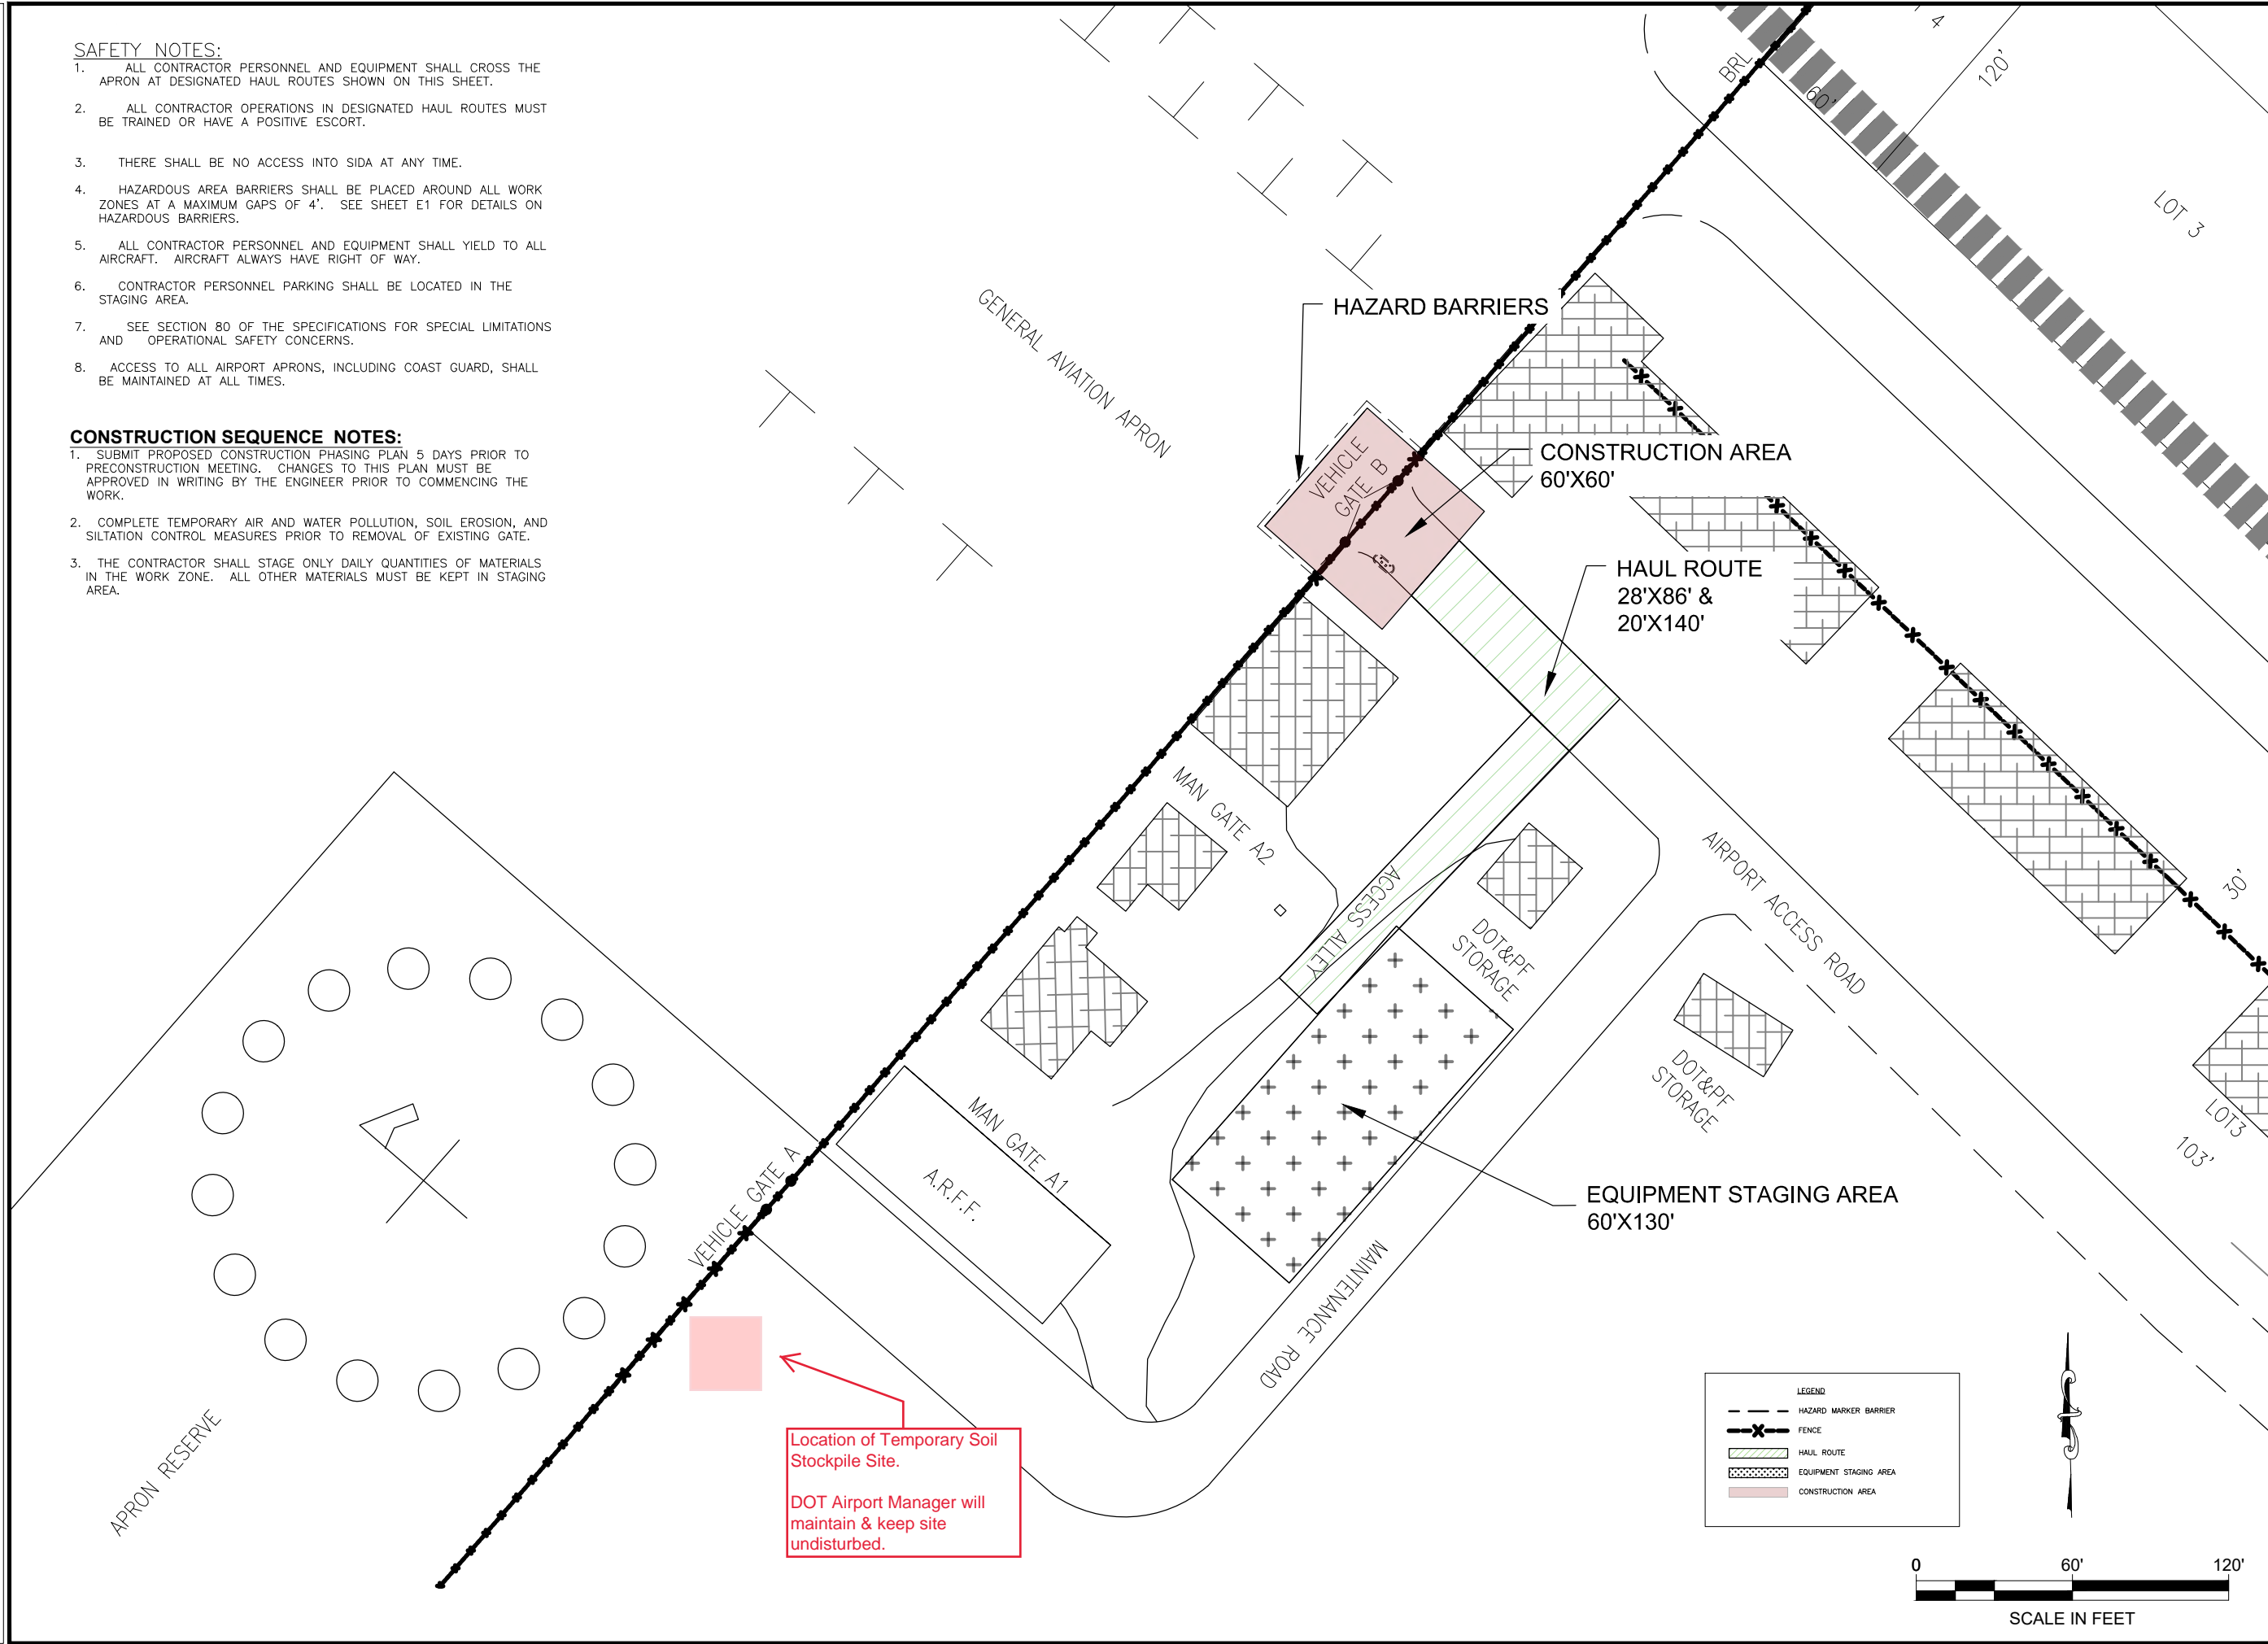 SAFETY NOTES:
1. ALL CONTRACTOR PERSONNEL AND EQUIPMENT SHALL CROSS THE
APRON AT DESIGNATED HAUL ROUTES SHOWN ON THIS SHEET.
2. ALL CONTRACTOR OPERATIONS IN DESIGNATED HAUL ROUTES MUST
BE TRAINED OR HAVE A POSITIVE ESCORT.
3. THERE SHALL BE NO ACCESS INTO SIDA AT ANY TIME.
4. HAZARDOUS AREA BARRIERS SHALL BE PLACED AROUND ALL WORK
ZONES AT A MAXIMUM GAPS OF 4'. SEE SHEET E1 FOR DETAILS ON
HAZARDOUS BARRIERS.
5. ALL CONTRACTOR PERSONNEL AND EQUIPMENT SHALL YIELD TO ALL
AIRCRAFT. AIRCRAFT ALWAYS HAVE RIGHT OF WAY.
6. CONTRACTOR PERSONNEL PARKING SHALL BE LOCATED IN THE
STAGING AREA.
7. SEE SECTION 80 OF THE SPECIFICATIONS FOR SPECIAL LIMITATIONS
AND OPERATIONAL SAFETY CONCERNS.
8. ACCESS TO ALL AIRPORT APRONS, INCLUDING COAST GUARD, SHALL
BE MAINTAINED AT ALL TIMES.
CONSTRUCTION SEQUENCE NOTES:
1. SUBMIT PROPOSED CONSTRUCTION PHASING PLAN 5 DAYS PRIOR TO
PRECONSTRUCTION MEETING. CHANGES TO THIS PLAN MUST BE
APPROVED IN WRITING BY THE ENGINEER PRIOR TO COMMENCING THE
WORK.
2. COMPLETE TEMPORARY AIR AND WATER POLLUTION, SOIL EROSION, AND
SILTATION CONTROL MEASURES PRIOR TO REMOVAL OF EXISTING GATE.
3. THE CONTRACTOR SHALL STAGE ONLY DAILY QUANTITIES OF MATERIALS
IN THE WORK ZONE. ALL OTHER MATERIALS MUST BE KEPT IN STAGING
AREA.
BRL
60'
4
120'
LOT 3
GENERAL AVIATION APRON
HAZARD BARRIERS
VEHICLE
GATE B
CONSTRUCTION AREA
60'X60'
HAUL ROUTE
28'X86' &
20'X140'
MAN GATE A2
ACCESS ALLEY
DOT&PF
STORAGE
AIRPORT ACCESS ROAD
30'
DOT&PF
STORAGE
LOT3
103'
MAN GATE A1
A.R.F.F.
VEHICLE GATE A
EQUIPMENT STAGING AREA
60'X130'
MAINTENANCE ROAD
APRON RESERVE
Location of Temporary Soil
Stockpile Site.
DOT Airport Manager will
maintain & keep site
undisturbed.
LEGEND
HAZARD MARKER BARRIER
FENCE
HAUL ROUTE
EQUIPMENT STAGING AREA
CONSTRUCTION AREA
0 60' 120'
SCALE IN FEET